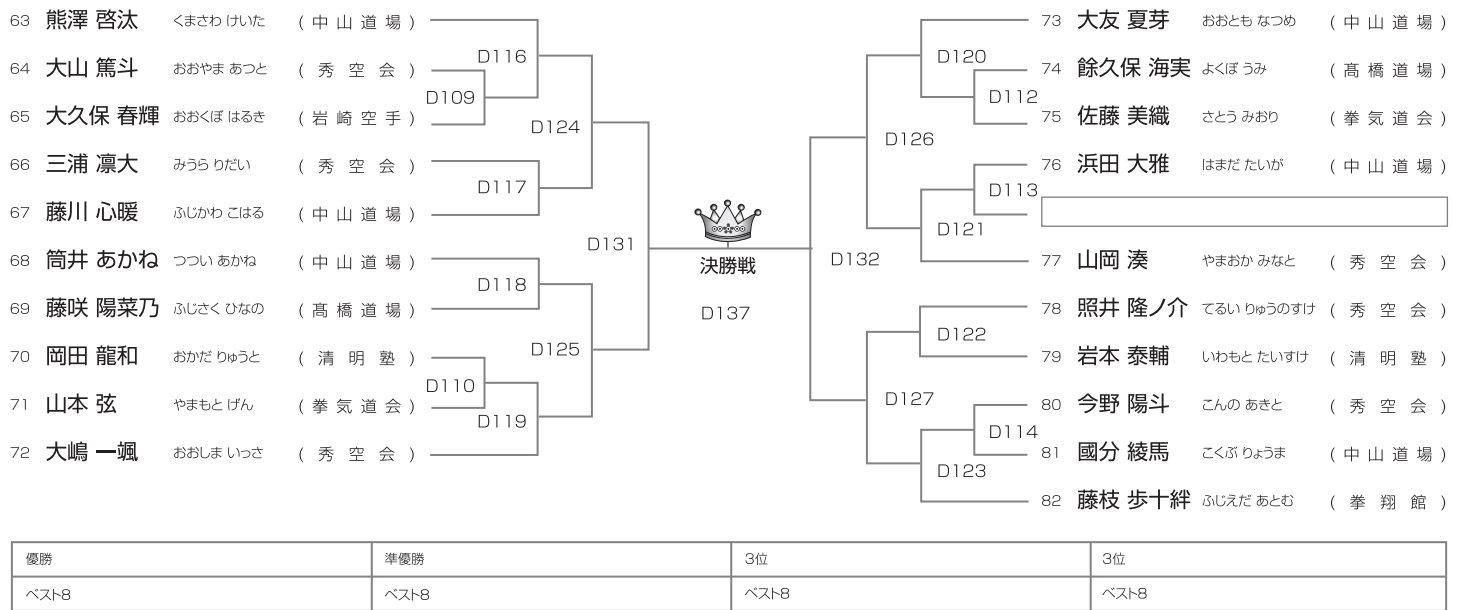 63 熊澤 啓汰 くまさわ けいた (中山道場)
64 大山 篤斗 おおやま あつと (秀空会)
65 大久保 春輝 おおくぼ はるき (岩崎空手)
66 三浦 凛大 みうら りだい (秀空会)
67 藤川 心暖 ふじかわ こはる (中山道場)
68 筒井 あかね つつい あかね (中山道場)
69 藤咲 陽菜乃 ふじさく ひなの (髙橋道場)
70 岡田 龍和 おかだ りゅうと (清明塾)
71 山本 弦 やまもと げん (拳気道会)
72 大嶋 一颯 おおしま いっさ (秀空会)
D116
D109
D124
D117
D131
D118
D125
D110
D119
決勝戦
D137
D120
D112
D126
D113
D121
D132
D122
D127
D114
D123
73 大友 夏芽 おおとも なつめ (中山道場)
74 餘久保 海実 よくぼ うみ (髙橋道場)
75 佐藤 美織 さとう みおり (拳気道会)
76 浜田 大雅 はまだ たいが (中山道場)
77 山岡 湊 やまおか みなと (秀空会)
78 照井 隆ノ介 てるい りゅうのすけ (秀空会)
79 岩本 泰輔 いわもと たいすけ (清明塾)
80 今野 陽斗 こんの あきと (秀空会)
81 國分 綾馬 こくぶ りょうま (中山道場)
82 藤枝 歩十絆 ふじえだ あとむ (拳翔館)
優勝 準優勝 3位 3位
ベスト8 ベスト8 ベスト8 ベスト8